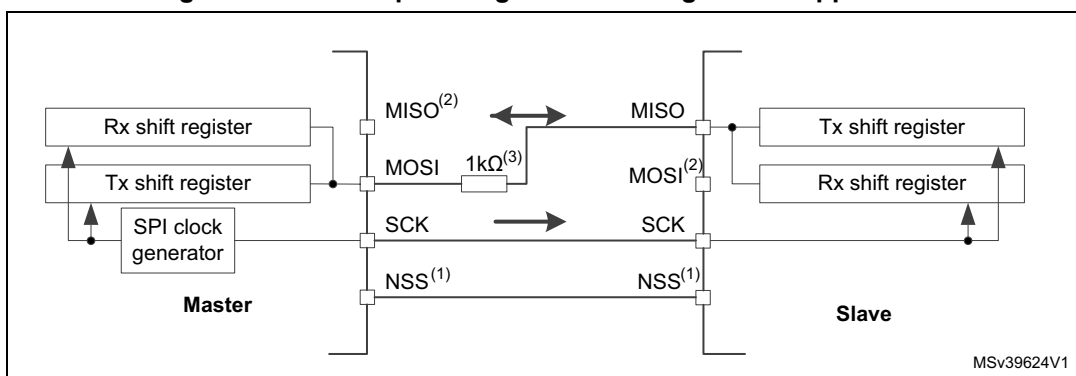 Rx shift register
Tx shift register
SPI clock
generator
Master
MISO(2)
MOSI
1kΩ(3)
SCK
NSS(1)
MISO
MOSI(2)
SCK
NSS(1)
Tx shift register
Rx shift register
Slave
MSv39624V1